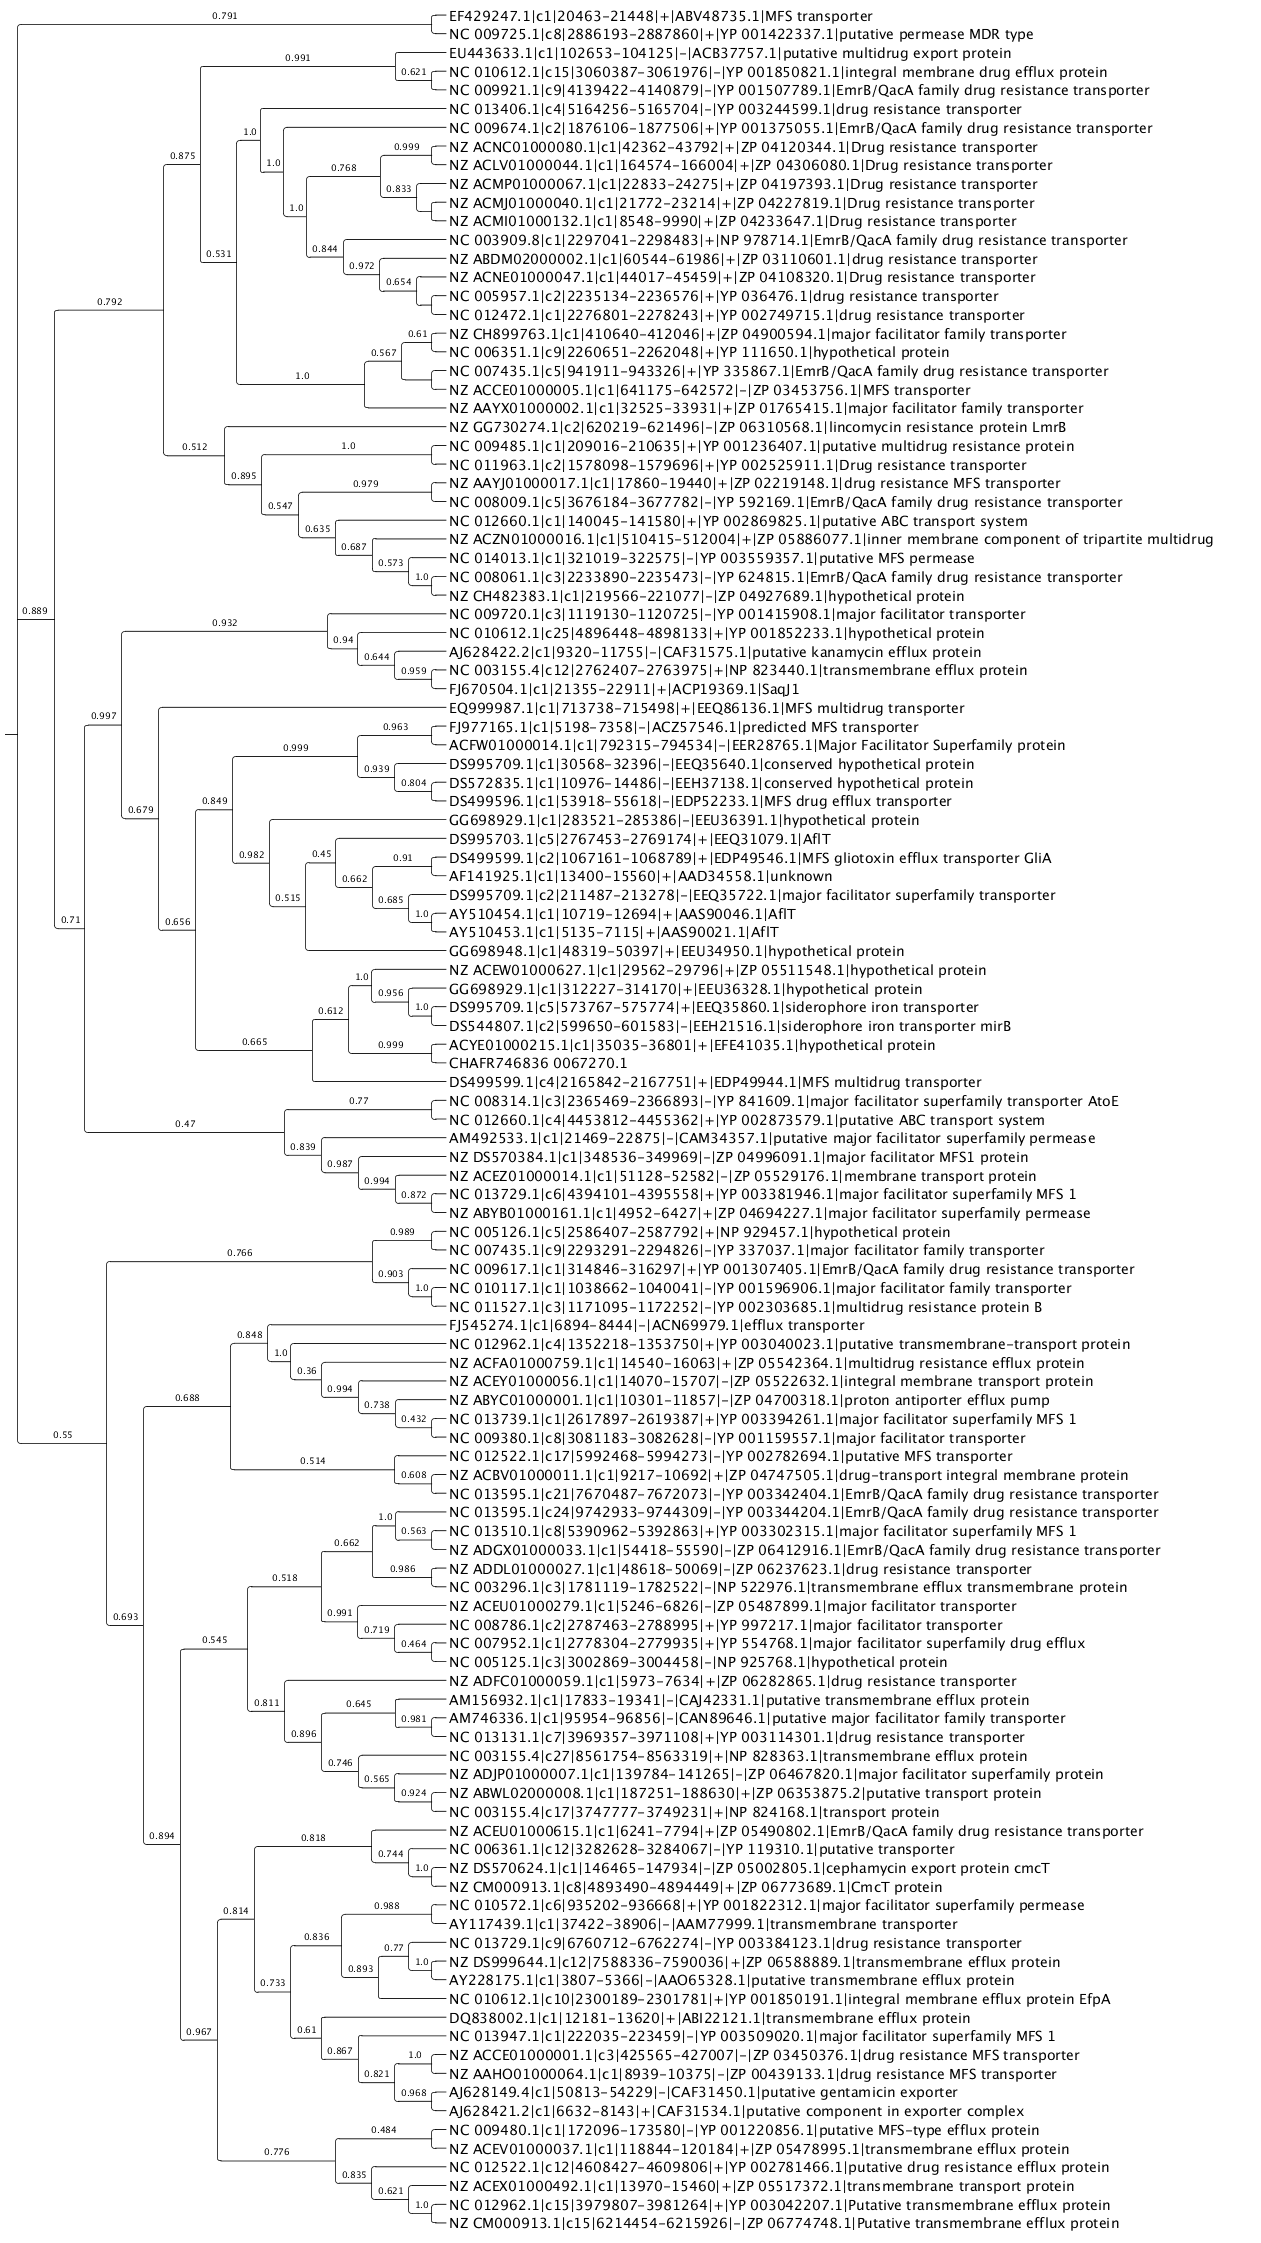 0.791
EF429247.1|c1|20463-21448|+|ABV48735.1|MFS transporter
NC 009725.1|c8|2886193-2887860|+|YP 001422337.1|putative permease MDR type
EU443633.1|c1|102653-104125|-|ACB37757.1|putative multidrug export protein
0.991
0.621
NC 010612.1|c15|3060387-3061976|-|YP 001850821.1|integral membrane drug efflux protein
NC 009921.1|c9|4139422-4140879|-|YP 001507789.1|EmrB/QacA family drug resistance transporter
NC 013406.1|c4|5164256-5165704|-|YP 003244599.1|drug resistance transporter
1.0
NC 009674.1|c2|1876106-1877506|+|YP 001375055.1|EmrB/QacA family drug resistance transporter
0.999
NZ ACNC01000080.1|c1|42362-43792|+|ZP 04120344.1|Drug resistance transporter
0.875
1.0
0.768
NZ ACLV01000044.1|c1|164574-166004|+|ZP 04306080.1|Drug resistance transporter
0.833
NZ ACMP01000067.1|c1|22833-24275|+|ZP 04197393.1|Drug resistance transporter
1.0
NZ ACMJ01000040.1|c1|21772-23214|+|ZP 04227819.1|Drug resistance transporter
NZ ACMI01000132.1|c1|8548-9990|+|ZP 04233647.1|Drug resistance transporter
0.531
0.844
NC 003909.8|c1|2297041-2298483|+|NP 978714.1|EmrB/QacA family drug resistance transporter
0.972
NZ ABDM02000002.1|c1|60544-61986|+|ZP 03110601.1|drug resistance transporter
0.654
NZ ACNE01000047.1|c1|44017-45459|+|ZP 04108320.1|Drug resistance transporter
0.792
NC 005957.1|c2|2235134-2236576|+|YP 036476.1|drug resistance transporter
NC 012472.1|c1|2276801-2278243|+|YP 002749715.1|drug resistance transporter
0.61
NZ CH899763.1|c1|410640-412046|+|ZP 04900594.1|major facilitator family transporter
0.567
NC 006351.1|c9|2260651-2262048|+|YP 111650.1|hypothetical protein
1.0
NC 007435.1|c5|941911-943326|+|YP 335867.1|EmrB/QacA family drug resistance transporter
NZ ACCE01000005.1|c1|641175-642572|-|ZP 03453756.1|MFS transporter
NZ AAYX01000002.1|c1|32525-33931|+|ZP 01765415.1|major facilitator family transporter
NZ GG730274.1|c2|620219-621496|-|ZP 06310568.1|lincomycin resistance protein LmrB
0.512
1.0
NC 009485.1|c1|209016-210635|+|YP 001236407.1|putative multidrug resistance protein
0.895
NC 011963.1|c2|1578098-1579696|+|YP 002525911.1|Drug resistance transporter
0.979
NZ AAYJ01000017.1|c1|17860-19440|+|ZP 02219148.1|drug resistance MFS transporter
0.547
NC 008009.1|c5|3676184-3677782|-|YP 592169.1|EmrB/QacA family drug resistance transporter
0.635
NC 012660.1|c1|140045-141580|+|YP 002869825.1|putative ABC transport system
0.687
NZ ACZN01000016.1|c1|510415-512004|+|ZP 05886077.1|inner membrane component of tripartite multidrug
0.573
NC 014013.1|c1|321019-322575|-|YP 003559357.1|putative MFS permease
1.0
NC 008061.1|c3|2233890-2235473|-|YP 624815.1|EmrB/QacA family drug resistance transporter
NZ CH482383.1|c1|219566-221077|-|ZP 04927689.1|hypothetical protein
0.889
0.932
NC 009720.1|c3|1119130-1120725|-|YP 001415908.1|major facilitator transporter
0.94
NC 010612.1|c25|4896448-4898133|+|YP 001852233.1|hypothetical protein
0.644
AJ628422.2|c1|9320-11755|-|CAF31575.1|putative kanamycin efflux protein
0.959
NC 003155.4|c12|2762407-2763975|+|NP 823440.1|transmembrane efflux protein
FJ670504.1|c1|21355-22911|+|ACP19369.1|SaqJ1
0.997
EQ999987.1|c1|713738-715498|+|EEQ86136.1|MFS multidrug transporter
0.963
FJ977165.1|c1|5198-7358|-|ACZ57546.1|predicted MFS transporter
0.999
ACFW01000014.1|c1|792315-794534|-|EER28765.1|Major Facilitator Superfamily protein
0.939
DS995709.1|c1|30568-32396|-|EEQ35640.1|conserved hypothetical protein
0.804
DS572835.1|c1|10976-14486|-|EEH37138.1|conserved hypothetical protein
0.679
0.849
DS499596.1|c1|53918-55618|-|EDP52233.1|MFS drug efflux transporter
GG698929.1|c1|283521-285386|-|EEU36391.1|hypothetical protein
DS995703.1|c5|2767453-2769174|+|EEQ31079.1|AflT
0.982
0.45
0.91
DS499599.1|c2|1067161-1068789|+|EDP49546.1|MFS gliotoxin efflux transporter GliA
0.662
AF141925.1|c1|13400-15560|+|AAD34558.1|unknown
0.515
0.685
DS995709.1|c2|211487-213278|-|EEQ35722.1|major facilitator superfamily transporter
0.71
0.656
1.0
AY510454.1|c1|10719-12694|+|AAS90046.1|AflT
AY510453.1|c1|5135-7115|+|AAS90021.1|AflT
GG698948.1|c1|48319-50397|+|EEU34950.1|hypothetical protein
1.0
NZ ACEW01000627.1|c1|29562-29796|+|ZP 05511548.1|hypothetical protein
0.956
GG698929.1|c1|312227-314170|+|EEU36328.1|hypothetical protein
0.612
1.0
DS995709.1|c5|573767-575774|+|EEQ35860.1|siderophore iron transporter
DS544807.1|c2|599650-601583|-|EEH21516.1|siderophore iron transporter mirB
0.665
0.999
ACYE01000215.1|c1|35035-36801|+|EFE41035.1|hypothetical protein
CHAFR746836 0067270.1
DS499599.1|c4|2165842-2167751|+|EDP49944.1|MFS multidrug transporter
0.77
NC 008314.1|c3|2365469-2366893|-|YP 841609.1|major facilitator superfamily transporter AtoE
0.47
NC 012660.1|c4|4453812-4455362|+|YP 002873579.1|putative ABC transport system
0.839
AM492533.1|c1|21469-22875|-|CAM34357.1|putative major facilitator superfamily permease
0.987
NZ DS570384.1|c1|348536-349969|-|ZP 04996091.1|major facilitator MFS1 protein
0.994
NZ ACEZ01000014.1|c1|51128-52582|-|ZP 05529176.1|membrane transport protein
0.872
NC 013729.1|c6|4394101-4395558|+|YP 003381946.1|major facilitator superfamily MFS 1
NZ ABYB01000161.1|c1|4952-6427|+|ZP 04694227.1|major facilitator superfamily permease
0.989
NC 005126.1|c5|2586407-2587792|+|NP 929457.1|hypothetical protein
0.766
NC 007435.1|c9|2293291-2294826|-|YP 337037.1|major facilitator family transporter
0.903
NC 009617.1|c1|314846-316297|+|YP 001307405.1|EmrB/QacA family drug resistance transporter
1.0
NC 010117.1|c1|1038662-1040041|-|YP 001596906.1|major facilitator family transporter
NC 011527.1|c3|1171095-1172252|-|YP 002303685.1|multidrug resistance protein B
FJ545274.1|c1|6894-8444|-|ACN69979.1|efflux transporter
0.848
NC 012962.1|c4|1352218-1353750|+|YP 003040023.1|putative transmembrane-transport protein
1.0
0.36
NZ ACFA01000759.1|c1|14540-16063|+|ZP 05542364.1|multidrug resistance efflux protein
0.994
NZ ACEY01000056.1|c1|14070-15707|-|ZP 05522632.1|integral membrane transport protein
0.688
0.738
NZ ABYC01000001.1|c1|10301-11857|-|ZP 04700318.1|proton antiporter efflux pump
0.432
NC 013739.1|c1|2617897-2619387|+|YP 003394261.1|major facilitator superfamily MFS 1
0.55
NC 009380.1|c8|3081183-3082628|-|YP 001159557.1|major facilitator transporter
NC 012522.1|c17|5992468-5994273|-|YP 002782694.1|putative MFS transporter
0.514
0.608
NZ ACBV01000011.1|c1|9217-10692|+|ZP 04747505.1|drug-transport integral membrane protein
NC 013595.1|c21|7670487-7672073|-|YP 003342404.1|EmrB/QacA family drug resistance transporter
1.0
NC 013595.1|c24|9742933-9744309|-|YP 003344204.1|EmrB/QacA family drug resistance transporter
0.563
NC 013510.1|c8|5390962-5392863|+|YP 003302315.1|major facilitator superfamily MFS 1
0.662
NZ ADGX01000033.1|c1|54418-55590|-|ZP 06412916.1|EmrB/QacA family drug resistance transporter
0.986
NZ ADDL01000027.1|c1|48618-50069|-|ZP 06237623.1|drug resistance transporter
0.518
NC 003296.1|c3|1781119-1782522|-|NP 522976.1|transmembrane efflux transmembrane protein
0.693
0.991
NZ ACEU01000279.1|c1|5246-6826|-|ZP 05487899.1|major facilitator transporter
0.719
NC 008786.1|c2|2787463-2788995|+|YP 997217.1|major facilitator transporter
0.545
0.464
NC 007952.1|c1|2778304-2779935|+|YP 554768.1|major facilitator superfamily drug efflux
NC 005125.1|c3|3002869-3004458|-|NP 925768.1|hypothetical protein
NZ ADFC01000059.1|c1|5973-7634|+|ZP 06282865.1|drug resistance transporter
0.811
0.645
AM156932.1|c1|17833-19341|-|CAJ42331.1|putative transmembrane efflux protein
0.981
AM746336.1|c1|95954-96856|-|CAN89646.1|putative major facilitator family transporter
0.896
NC 013131.1|c7|3969357-3971108|+|YP 003114301.1|drug resistance transporter
0.746
NC 003155.4|c27|8561754-8563319|+|NP 828363.1|transmembrane efflux protein
0.565
NZ ADJP01000007.1|c1|139784-141265|-|ZP 06467820.1|major facilitator superfamily protein
0.924
NZ ABWL02000008.1|c1|187251-188630|+|ZP 06353875.2|putative transport protein
NC 003155.4|c17|3747777-3749231|+|NP 824168.1|transport protein
0.894
0.818
NZ ACEU01000615.1|c1|6241-7794|+|ZP 05490802.1|EmrB/QacA family drug resistance transporter
0.744
NC 006361.1|c12|3282628-3284067|-|YP 119310.1|putative transporter
1.0
NZ DS570624.1|c1|146465-147934|-|ZP 05002805.1|cephamycin export protein cmcT
NZ CM000913.1|c8|4893490-4894449|+|ZP 06773689.1|CmcT protein
0.814
0.988
NC 010572.1|c6|935202-936668|+|YP 001822312.1|major facilitator superfamily permease
0.836
AY117439.1|c1|37422-38906|-|AAM77999.1|transmembrane transporter
0.77
NC 013729.1|c9|6760712-6762274|-|YP 003384123.1|drug resistance transporter
0.893
1.0
NZ DS999644.1|c12|7588336-7590036|+|ZP 06588889.1|transmembrane efflux protein
0.733
AY228175.1|c1|3807-5366|-|AAO65328.1|putative transmembrane efflux protein
NC 010612.1|c10|2300189-2301781|+|YP 001850191.1|integral membrane efflux protein EfpA
0.61
DQ838002.1|c1|12181-13620|+|ABI22121.1|transmembrane efflux protein
0.967
0.867
NC 013947.1|c1|222035-223459|-|YP 003509020.1|major facilitator superfamily MFS 1
1.0
NZ ACCE01000001.1|c3|425565-427007|-|ZP 03450376.1|drug resistance MFS transporter
0.821
NZ AAHO01000064.1|c1|8939-10375|-|ZP 00439133.1|drug resistance MFS transporter
0.968
AJ628149.4|c1|50813-54229|-|CAF31450.1|putative gentamicin exporter
AJ628421.2|c1|6632-8143|+|CAF31534.1|putative component in exporter complex
0.484
NC 009480.1|c1|172096-173580|-|YP 001220856.1|putative MFS-type efflux protein
0.776
NZ ACEV01000037.1|c1|118844-120184|+|ZP 05478995.1|transmembrane efflux protein
0.835
NC 012522.1|c12|4608427-4609806|+|YP 002781466.1|putative drug resistance efflux protein
0.621
NZ ACEX01000492.1|c1|13970-15460|+|ZP 05517372.1|transmembrane transport protein
1.0
NC 012962.1|c15|3979807-3981264|+|YP 003042207.1|Putative transmembrane efflux protein
NZ CM000913.1|c15|6214454-6215926|-|ZP 06774748.1|Putative transmembrane efflux protein